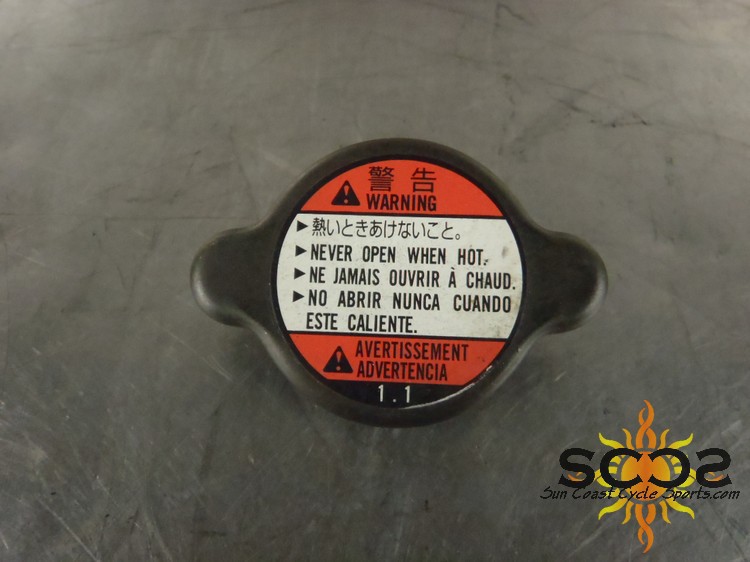 警告
WARNING
▶熱いときあけないこと。
▶NEVER OPEN WHEN HOT.
▶NE JAMAIS OUVRIR À CHAUD.
▶NO ABRIR NUNCA CUANDO
ESTE CALIENTE.
AVERTISSEMENT
ADVERTENCIA
1.1
SCCS
Sun Coast Cycle Sports.com